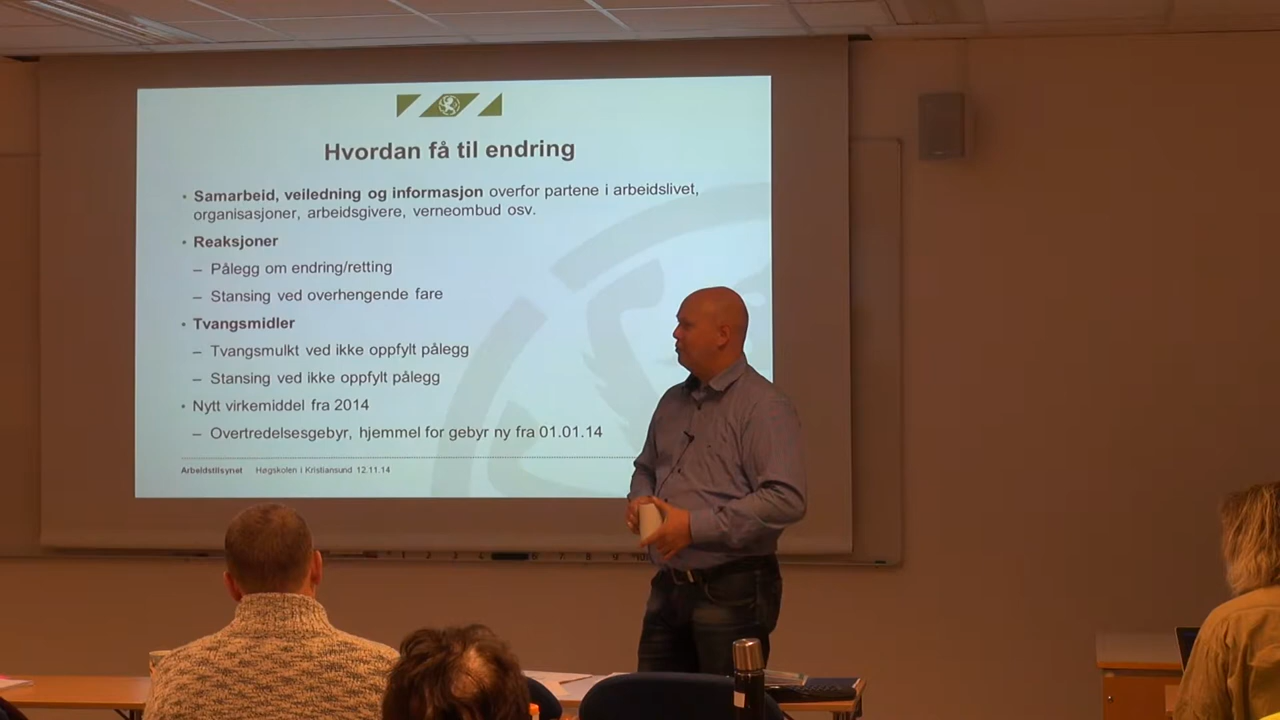 Hvordan få til endring
• Samarbeid, veiledning og informasjon overfor partene i arbeidslivet,
organisasjoner, arbeidsgivere, verneombud osv.
• Reaksjoner
– Pålegg om endring/retting
– Stansing ved overhengende fare
• Tvangsmidler
– Tvangsmulkt ved ikke oppfylt pålegg
– Stansing ved ikke oppfylt pålegg
• Nytt virkemiddel fra 2014
– Overtredelsesgebyr, hjemmel for gebyr ny fra 01.01.14
Arbeidstilsynet Høgskolen i Kristiansund 12.11.14